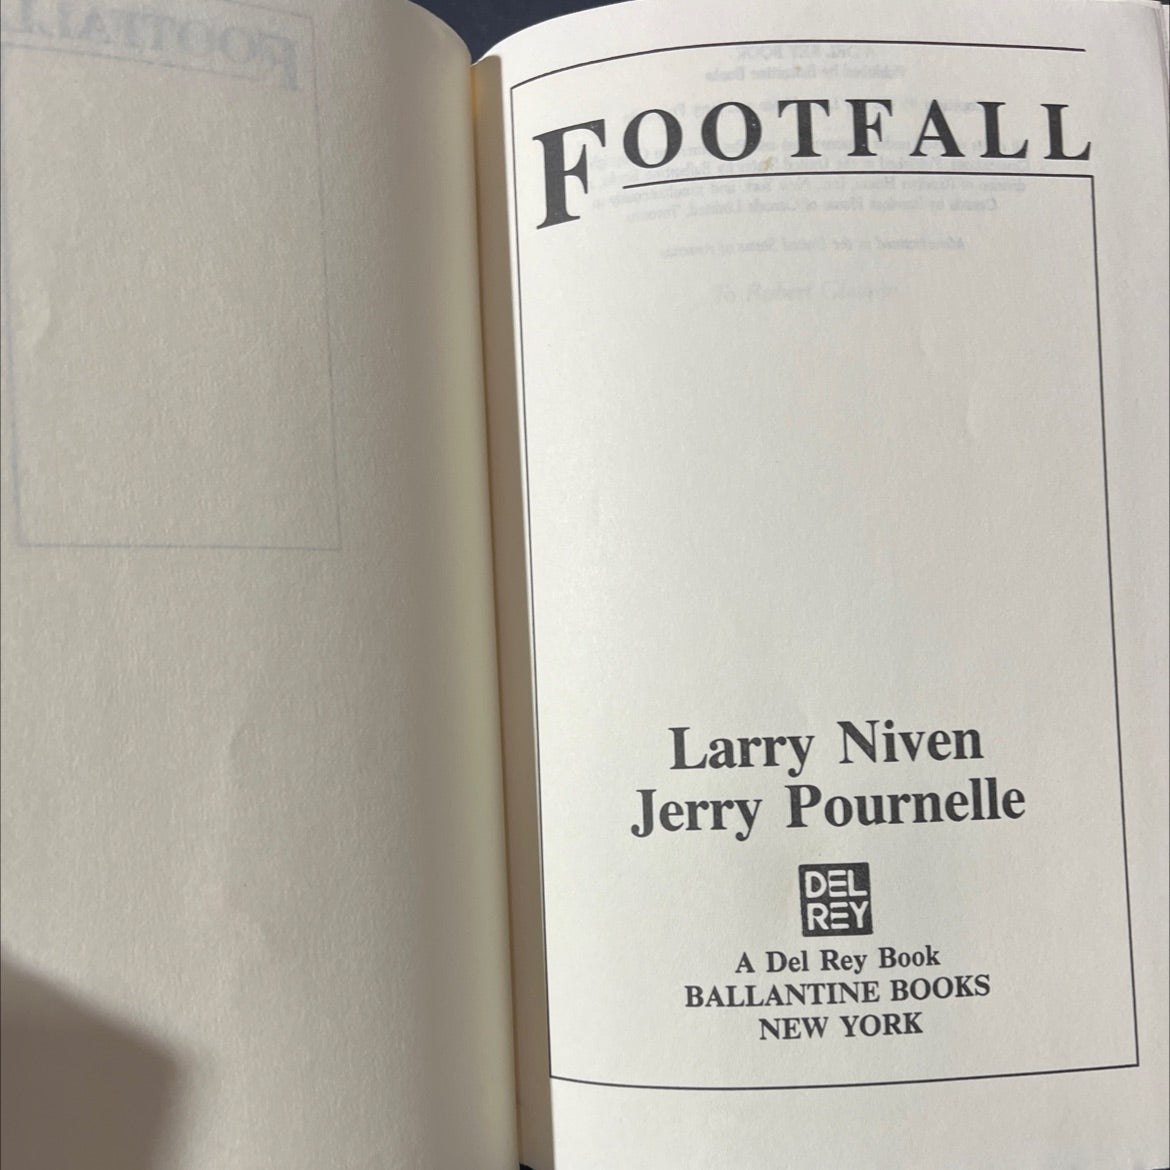 FOOTFALL
Larry Niven
Jerry Pournelle
DEL
REY
A Del Rey Book
BALLANTINE BOOKS
NEW YORK